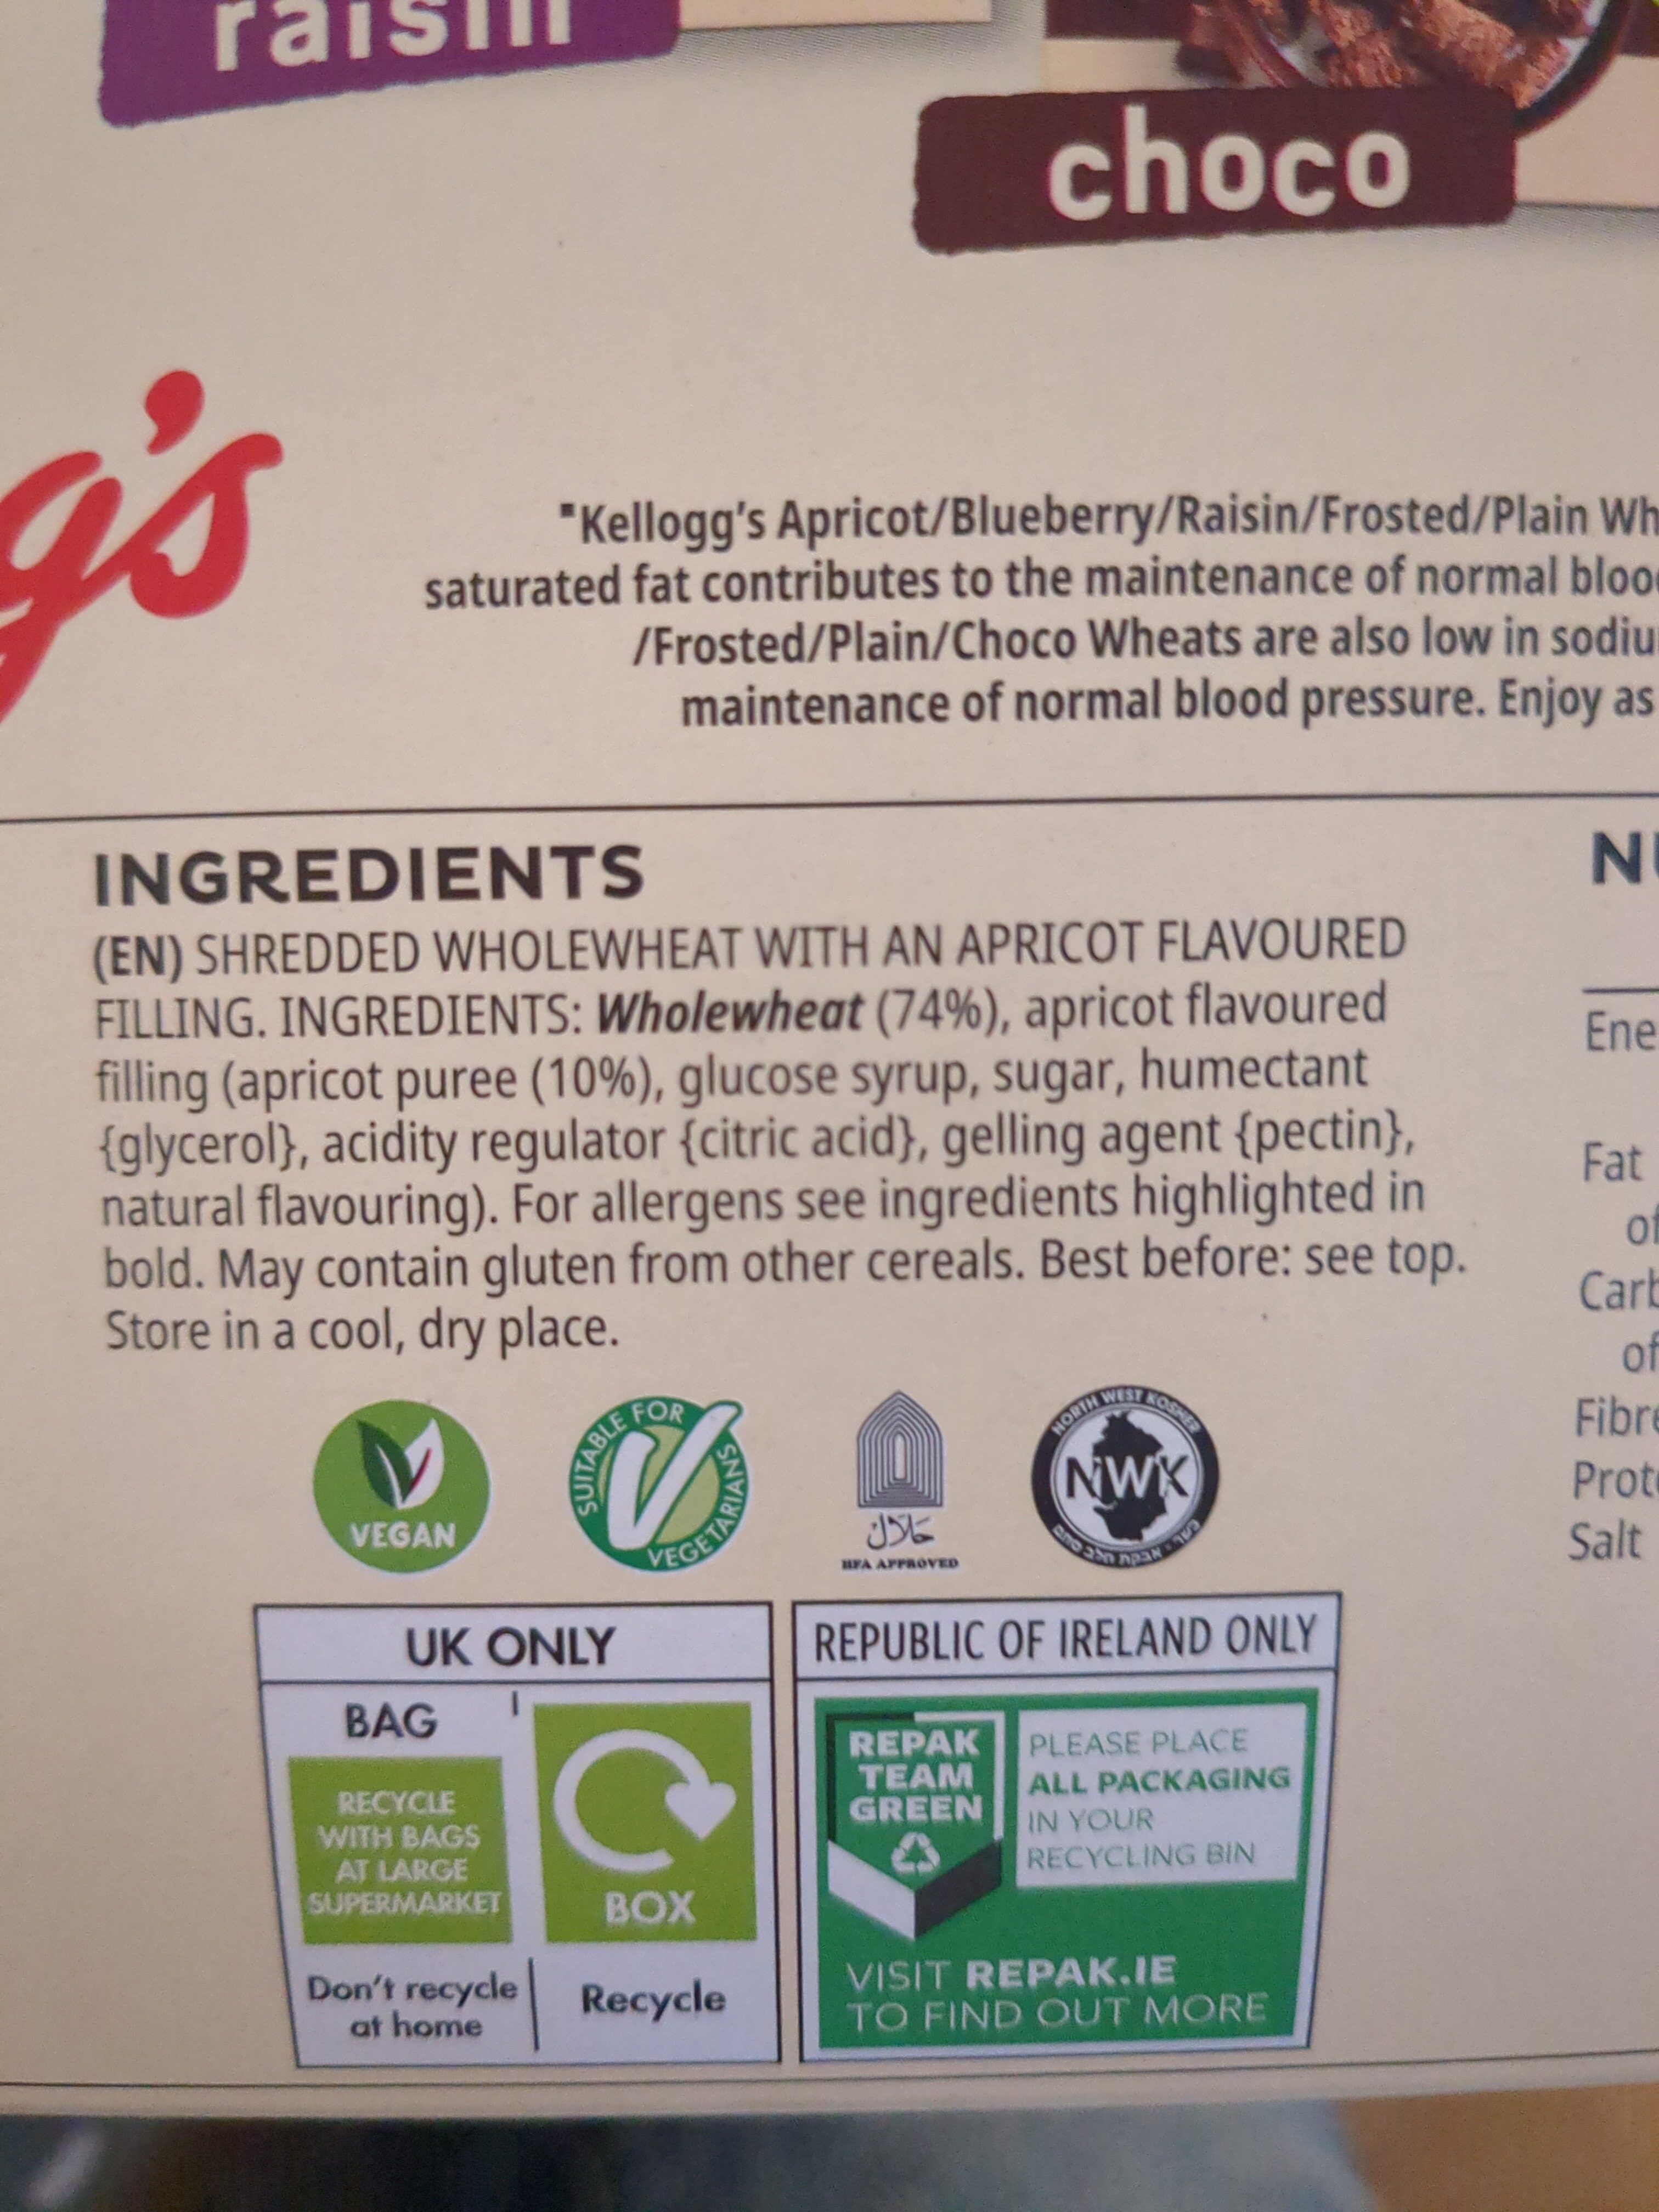 raisin
choco
g's
"Kellogg's Apricot/Blueberry/Raisin/Frosted/Plain Wh
saturated fat contributes to the maintenance of normal bloo
/Frosted/Plain/Choco Wheats are also low in sodiu
maintenance of normal blood pressure. Enjoy as
INGREDIENTS
(EN) SHREDDED WHOLEWHEAT WITH AN APRICOT FLAVOURED
FILLING. INGREDIENTS: Wholewheat (74%), apricot flavoured
filling (apricot puree (10%), glucose syrup, sugar, humectant
{glycerol}, acidity regulator {citric acid}, gelling agent {pectin},
natural flavouring). For allergens see ingredients highlighted in
bold. May contain gluten from other cereals. Best before: see top.
Store in a cool, dry place.
NU
Ene
Fat
of
Carb
of
Fibre
Prote
Salt
VEGAN
SUITABLE FOR
VEGETARIANS
حلال
HFA APPROVED
NORTH WEST KOSHER
NWK
UK ONLY
BAG
RECYCLE
WITH BAGS
AT LARGE
SUPERMARKET
Don't recycle
at home
BOX
Recycle
REPUBLIC OF IRELAND ONLY
REPAK
TEAM
GREEN
PLEASE PLACE
ALL PACKAGING
IN YOUR
RECYCLING BIN
VISIT REPAK.IE
TO FIND OUT MORE